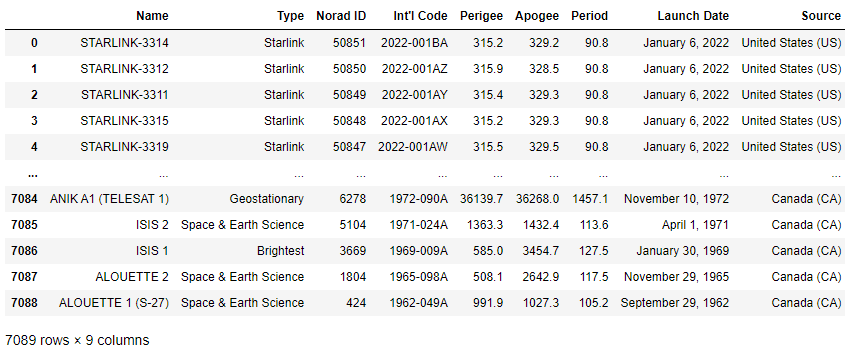 Name Type Norad ID Int'l Code Perigee Apogee Period Launch Date Source
0 STARLINK-3314 Starlink 50851 2022-001BA 315.2 329.2 90.8 January 6, 2022 United States (US)
1 STARLINK-3312 Starlink 50850 2022-001AZ 315.9 328.5 90.8 January 6, 2022 United States (US)
2 STARLINK-3311 Starlink 50849 2022-001AY 315.4 329.3 90.8 January 6, 2022 United States (US)
3 STARLINK-3315 Starlink 50848 2022-001AX 315.2 329.3 90.8 January 6, 2022 United States (US)
4 STARLINK-3319 Starlink 50847 2022-001AW 315.5 329.5 90.8 January 6, 2022 United States (US)
... ... ... ... ... ... ... ... ... ...
7084 ANIK A1 (TELESAT 1) Geostationary 6278 1972-090A 36139.7 36268.0 1457.1 November 10, 1972 Canada (CA)
7085 ISIS 2 Space & Earth Science 5104 1971-024A 1363.3 1432.4 113.6 April 1, 1971 Canada (CA)
7086 ISIS 1 Brightest 3669 1969-009A 585.0 3454.7 127.5 January 30, 1969 Canada (CA)
7087 ALOUETTE 2 Space & Earth Science 1804 1965-098A 508.1 2642.9 117.5 November 29, 1965 Canada (CA)
7088 ALOUETTE 1 (S-27) Space & Earth Science 424 1962-049A 991.9 1027.3 105.2 September 29, 1962 Canada (CA)
7089 rows × 9 columns